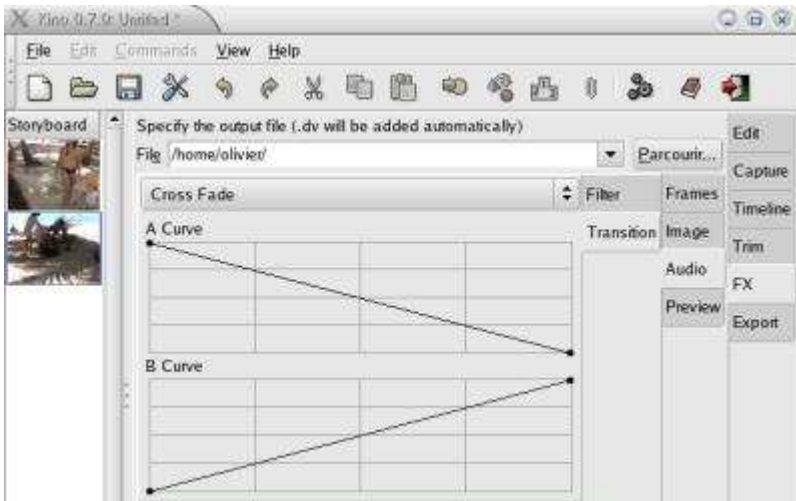 Kino 0.7.9: Untitled *
File Edit Commands View Help
Storyboard
Specify the output file (.dv will be added automatically)
File /home/olivier/ Parcourir...
Cross Fade
A Curve
B Curve
Filter
Transition
Frames
Image
Audio
Preview
Edit
Capture
Timeline
Trim
FX
Export